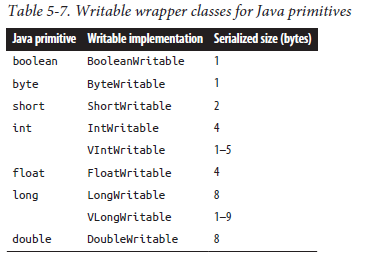 Table 5-7. Writable wrapper classes for Java primitives
Java primitive Writable implementation Serialized size (bytes)
boolean BooleanWritable 1
byte ByteWritable 1
short ShortWritable 2
int IntWritable 4
VIntWritable 1–5
float FloatWritable 4
long LongWritable 8
VLongWritable 1–9
double DoubleWritable 8